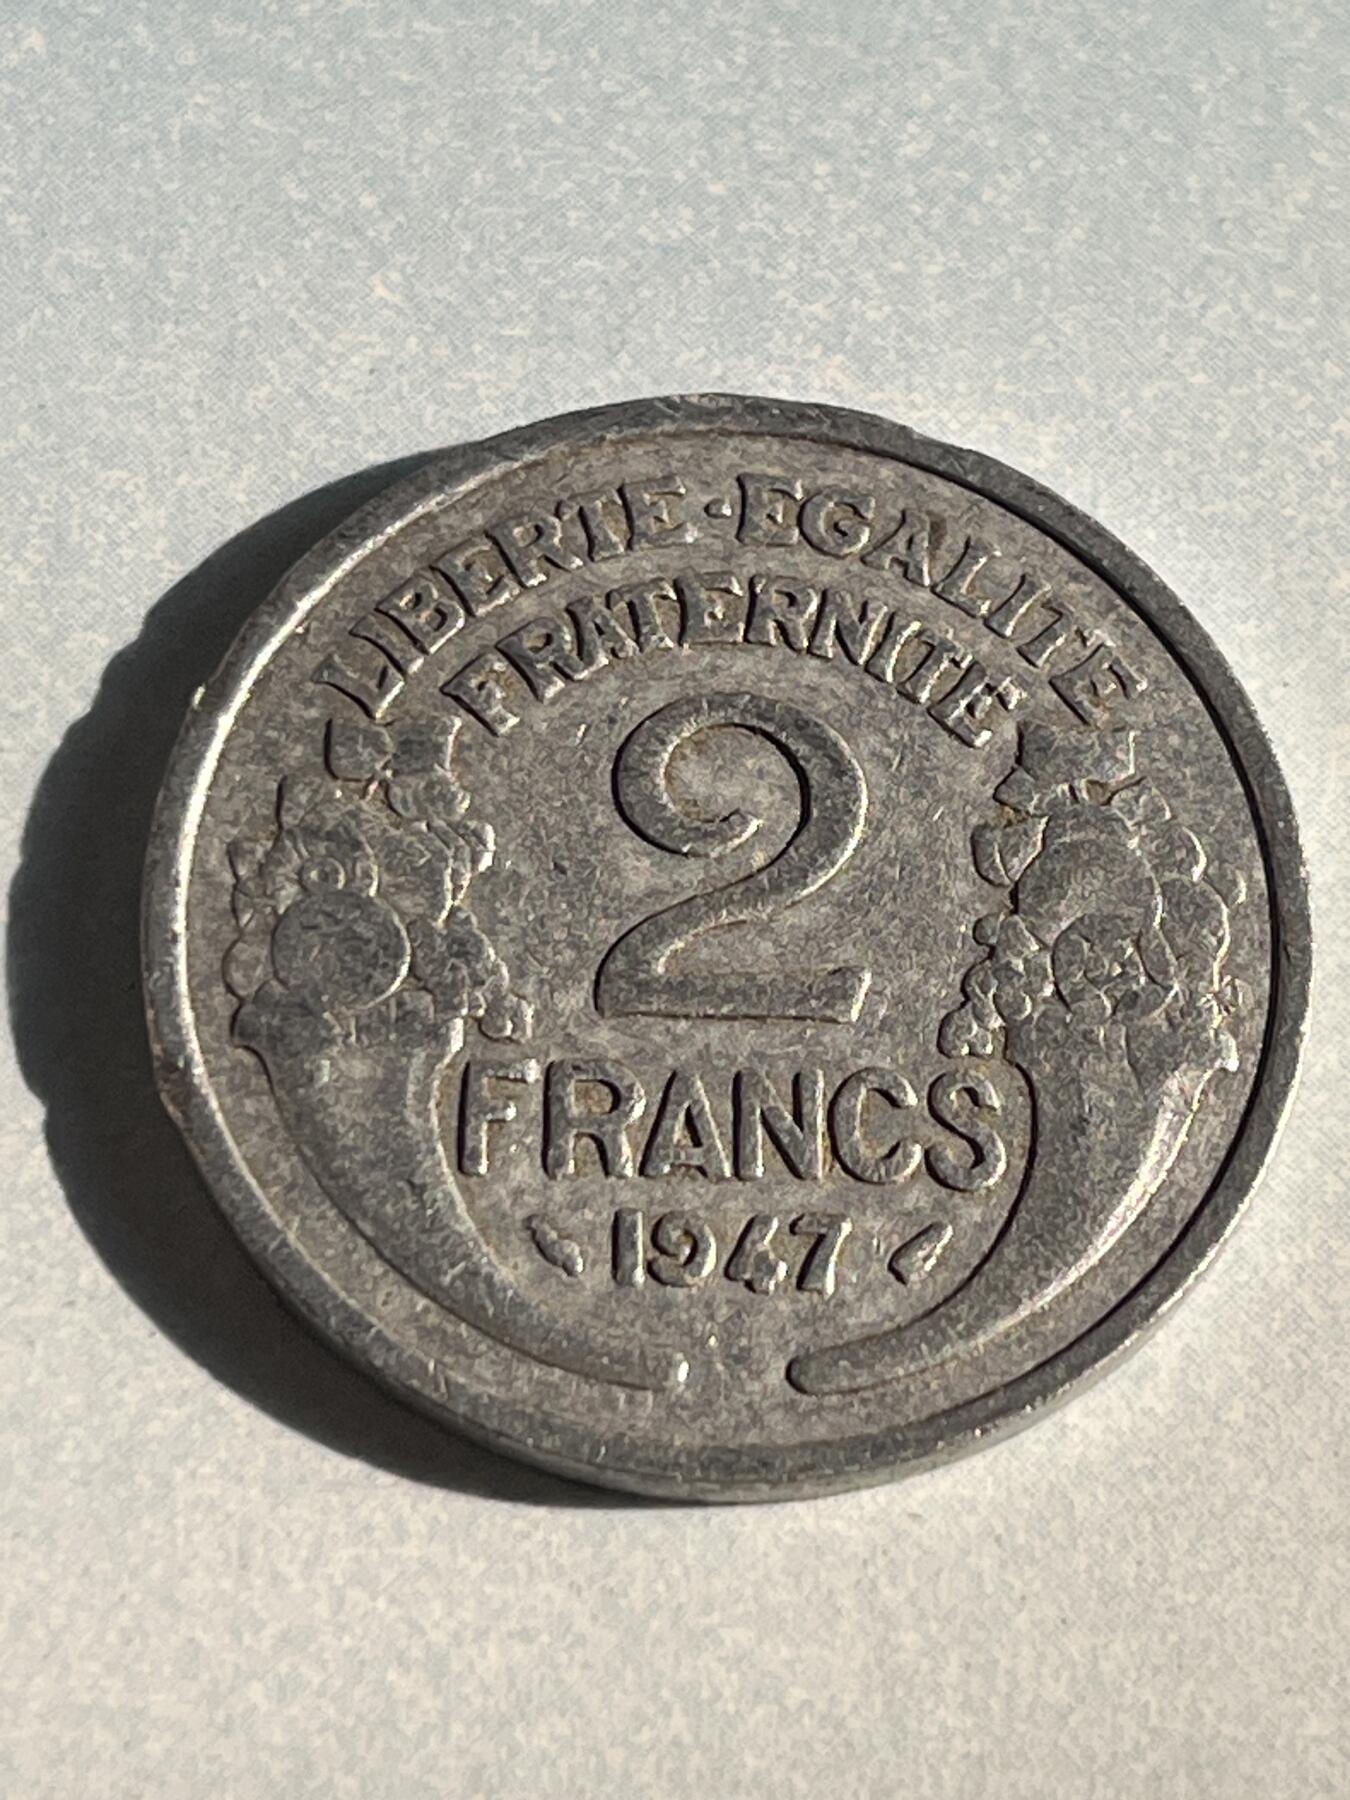 LIBERTE·EGALITE
FRATERNITE
2
FRANCS
1947